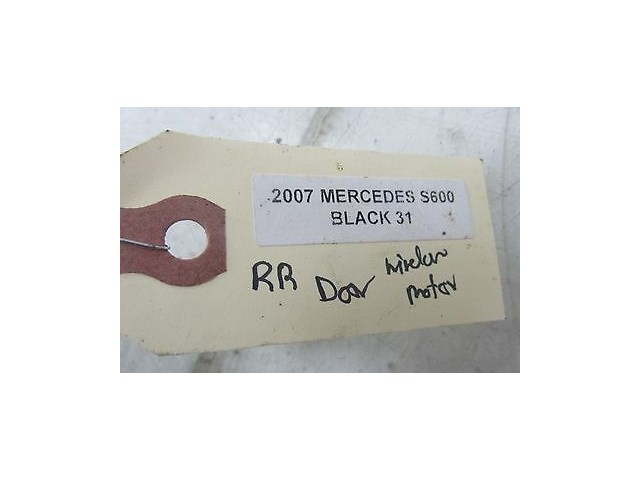 2007 MERCEDES S600
BLACK 31
RR Door window
motor